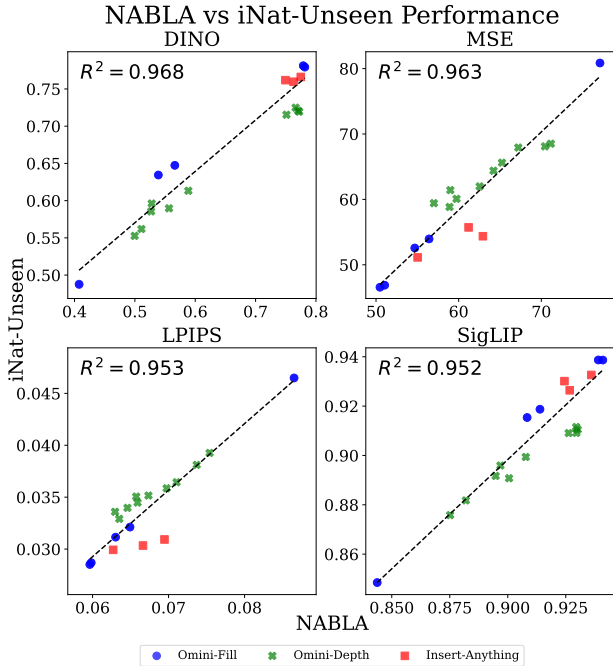 NABLA vs iNat-Unseen Performance
DINO
MSE
R² = 0.968
R² = 0.963
0.75
0.70
0.65
0.60
0.55
0.50
80
70
60
50
0.4 0.5 0.6 0.7 0.8
50 60 70
iNat-Unseen
LPIPS
SigLIP
R² = 0.953
R² = 0.952
0.045
0.040
0.035
0.030
0.94
0.92
0.90
0.88
0.86
0.06 0.07 0.08
0.850 0.875 0.900 0.925
NABLA
Omini-Fill Omini-Depth Insert-Anything